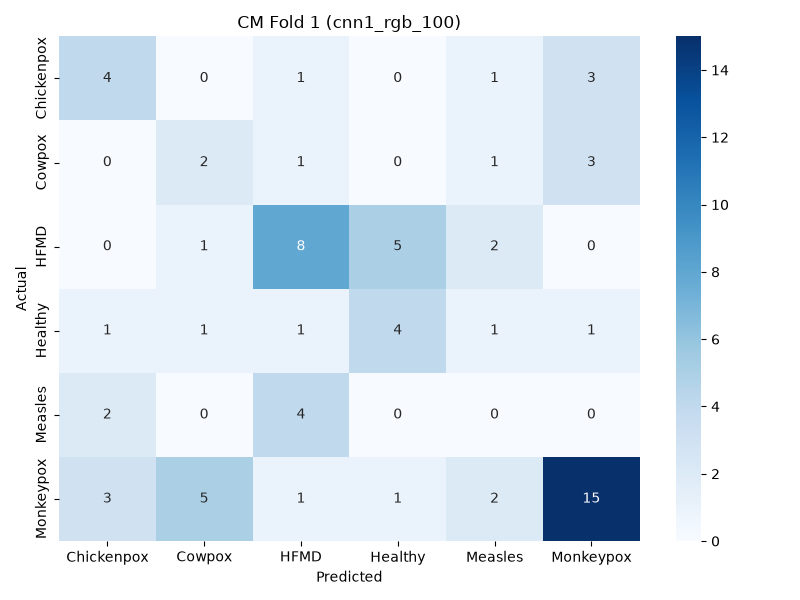 CM Fold 1 (cnn1_rgb_100)
Actual
Chickenpox 4 0 1 0 1 3
Cowpox 0 2 1 0 1 3
HFMD 0 1 8 5 2 0
Healthy 1 1 1 4 1 1
Measles 2 0 4 0 0 0
Monkeypox 3 5 1 1 2 15
Chickenpox Cowpox HFMD Healthy Measles Monkeypox
Predicted
14
12
10
8
6
4
2
0